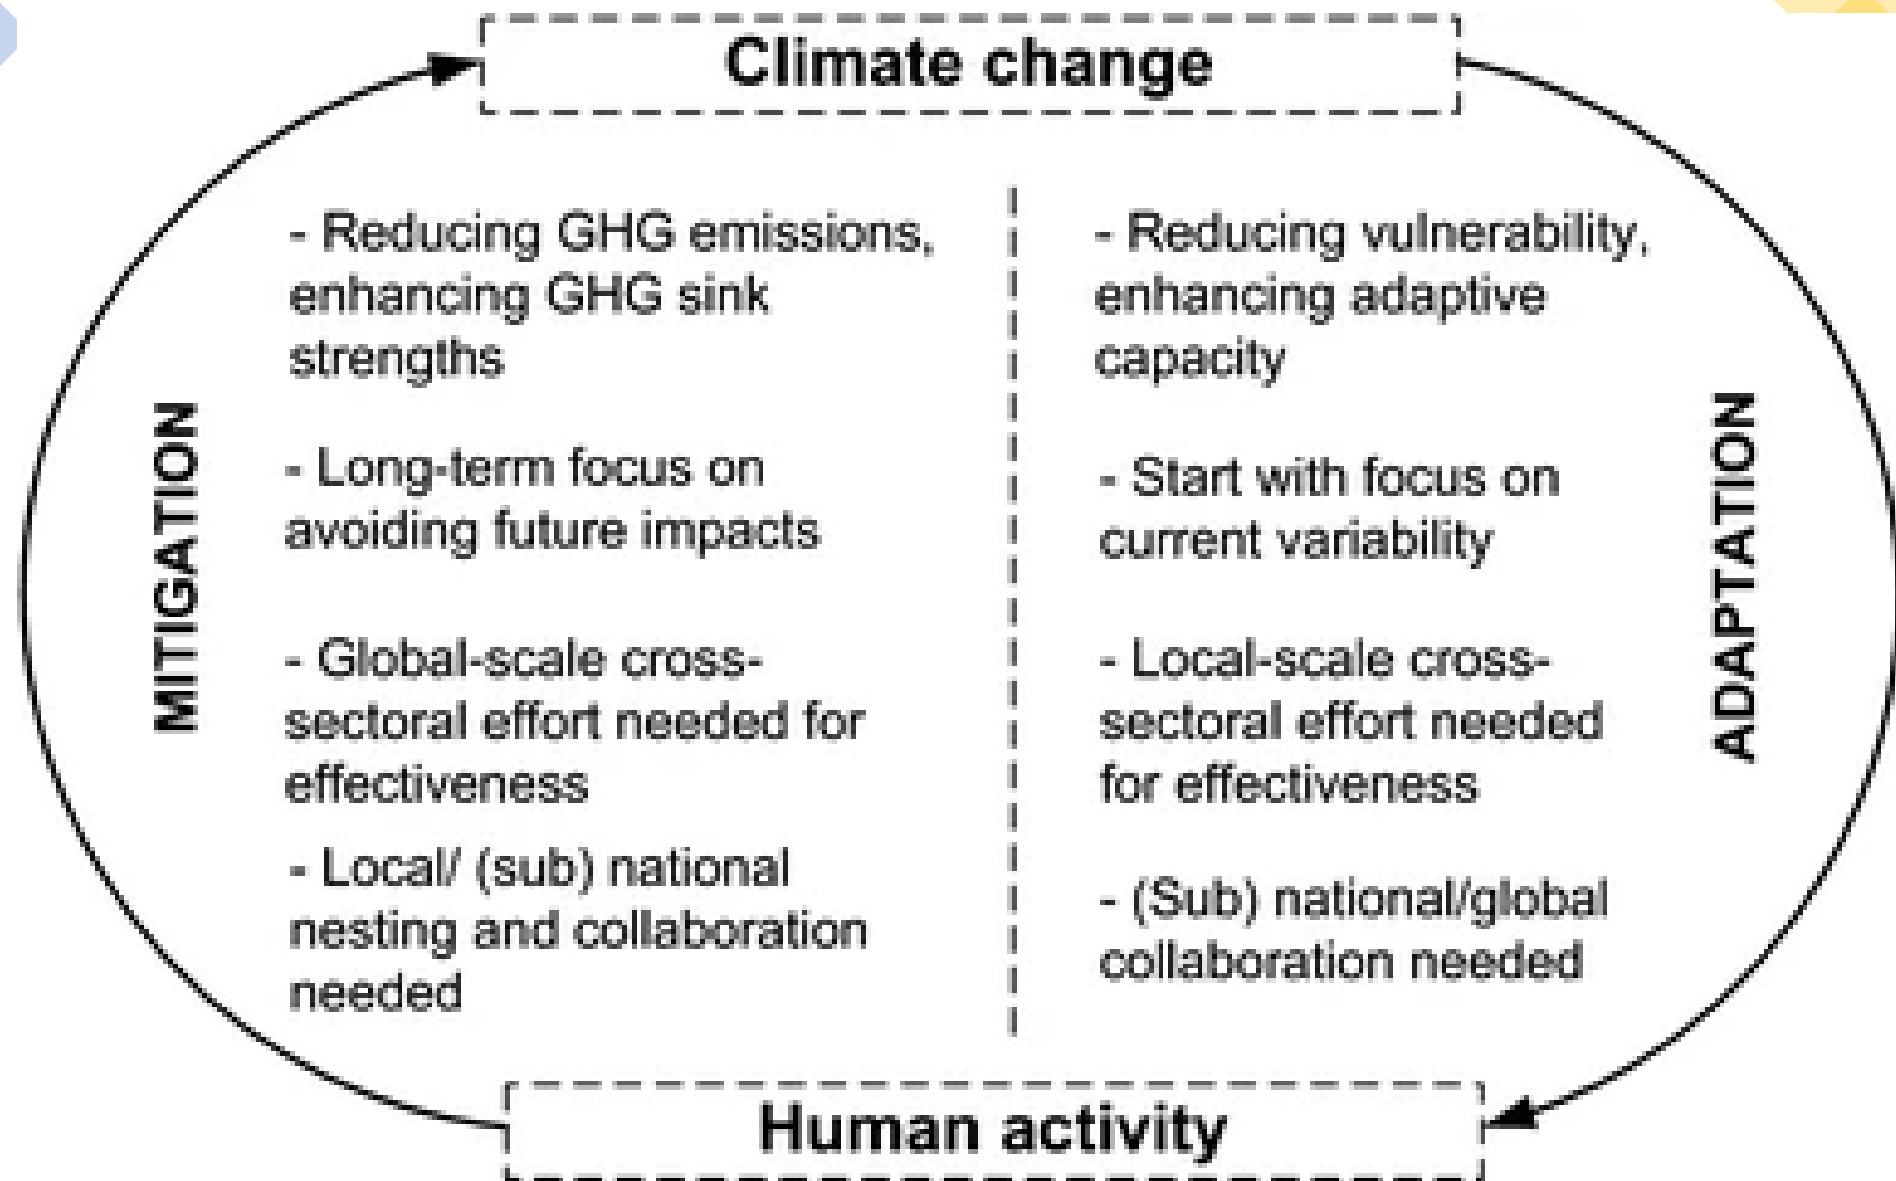 Climate change
MITIGATION
- Reducing GHG emissions,
enhancing GHG sink
strengths
- Long-term focus on
avoiding future impacts
- Global-scale cross-
sectoral effort needed for
effectiveness
- Local/ (sub) national
nesting and collaboration
needed
- Reducing vulnerability,
enhancing adaptive
capacity
- Start with focus on
current variability
- Local-scale cross-
sectoral effort needed
for effectiveness
- (Sub) national/global
collaboration needed
ADAPTATION
Human activity